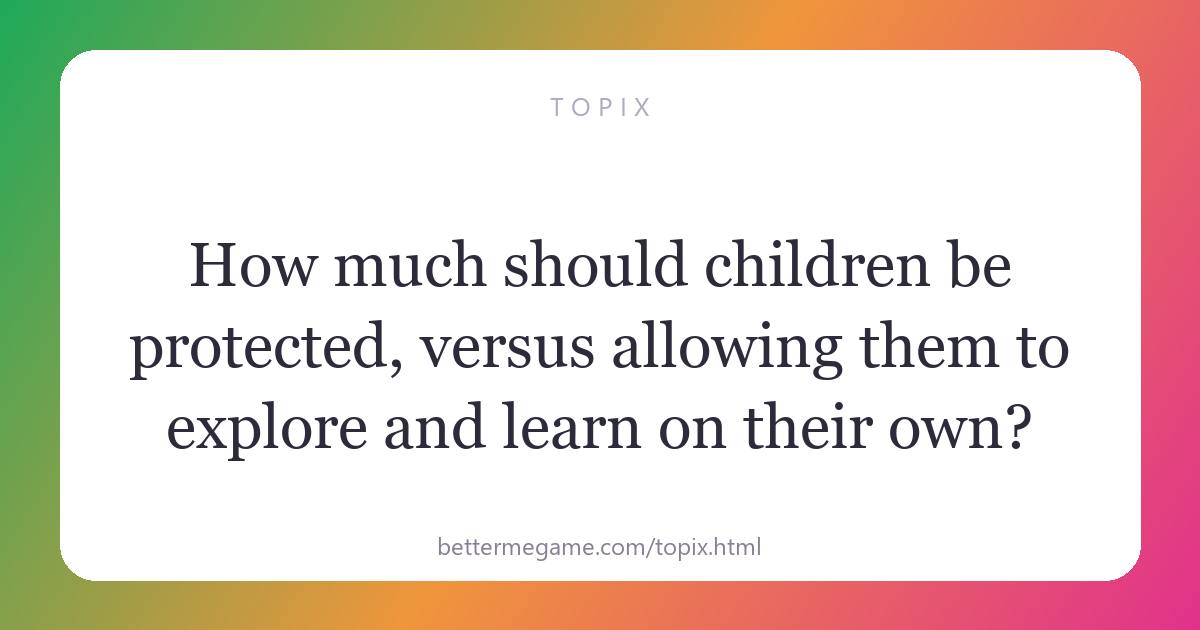 TOPIX
How much should children be
protected, versus allowing them to
explore and learn on their own?
bettermegame.com/topix.html